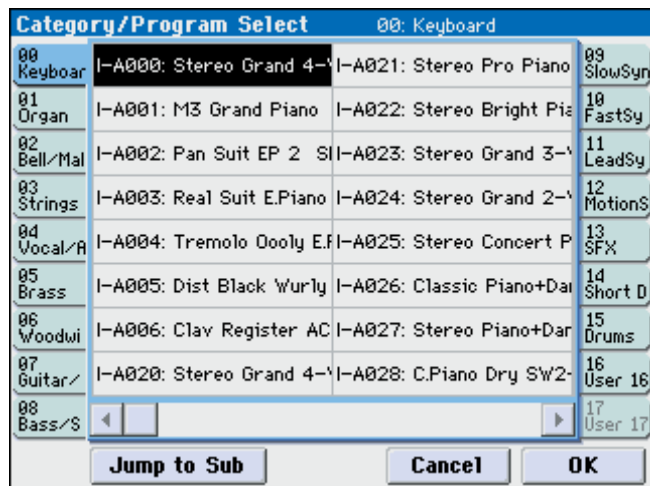 Category/Program Select 00: Keyboard
00
Keyboar
I-A000: Stereo Grand 4- I-A021: Stereo Pro Piano
09
SlowSyn
01
Organ
I-A001: M3 Grand Piano I-A022: Stereo Bright Pia
10
FastSy
02
Bell/Mal
I-A002: Pan Suit EP 2 I-A023: Stereo Grand 3-
11
LeadSy
03
Strings
I-A003: Real Suit E.Piano I-A024: Stereo Grand 2-
12
MotionS
04
Vocal/A
I-A004: Tremolo Oooly I-A025: Stereo Concert P
13
SFX
05
Brass
I-A005: Dist Black Wurly I-A026: Classic Piano+Da
14
Short D
06
Woodwi
I-A006: Clav Register AC I-A027: Stereo Piano+Dar
15
Drums
07
Guitar/
I-A020: Stereo Grand 4- I-A028: C.Piano Dry SW2-
16
User 16
08
Bass/S
17
User 17
Jump to Sub Cancel OK